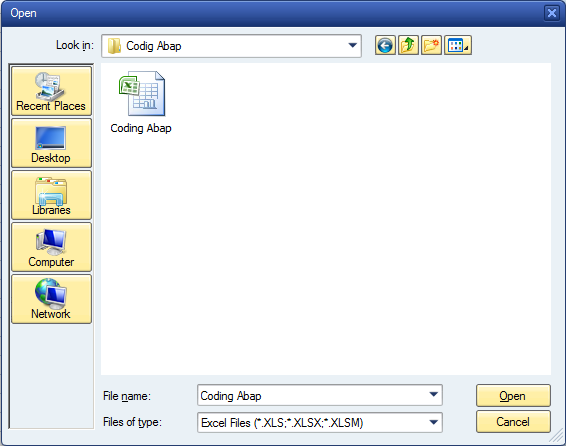 Open
Look in:
Codig Abap
Recent Places
Desktop
Libraries
Computer
Network
Coding Abap
File name:
Coding Abap
Open
Files of type:
Excel Files (*.XLS;*.XLSX;*.XLSM)
Cancel